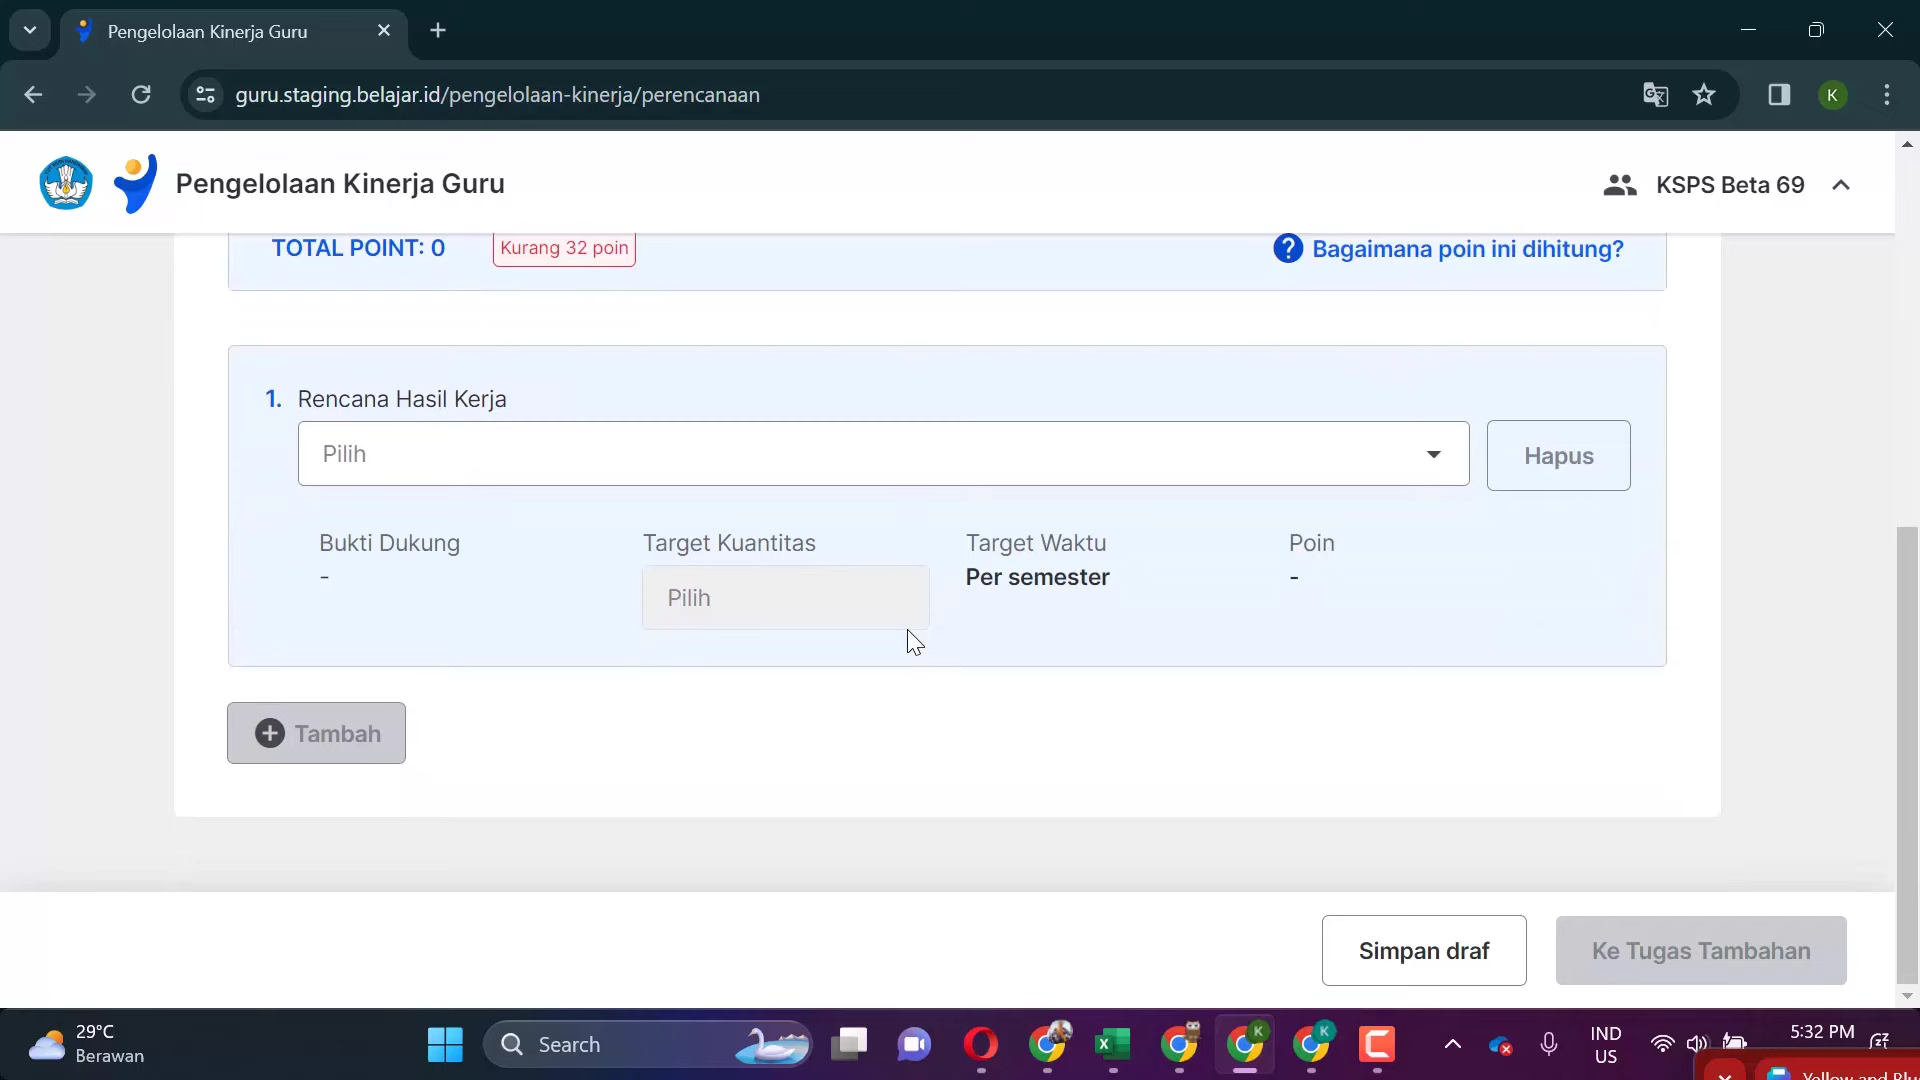 Pengelolaan Kinerja Guru
guru.staging.belajar.id/pengelolaan-kinerja/perencanaan
K
Pengelolaan Kinerja Guru
KSPS Beta 69
TOTAL POINT: 0
Kurang 32 poin
? Bagaimana poin ini dihitung?
1. Rencana Hasil Kerja
Pilih
Hapus
Bukti Dukung
-
Target Kuantitas
Pilih
Target Waktu
Per semester
Poin
-
Tambah
Simpan draf
Ke Tugas Tambahan
29°C
Berawan
Search
K
K
IND
US
5:32 PM